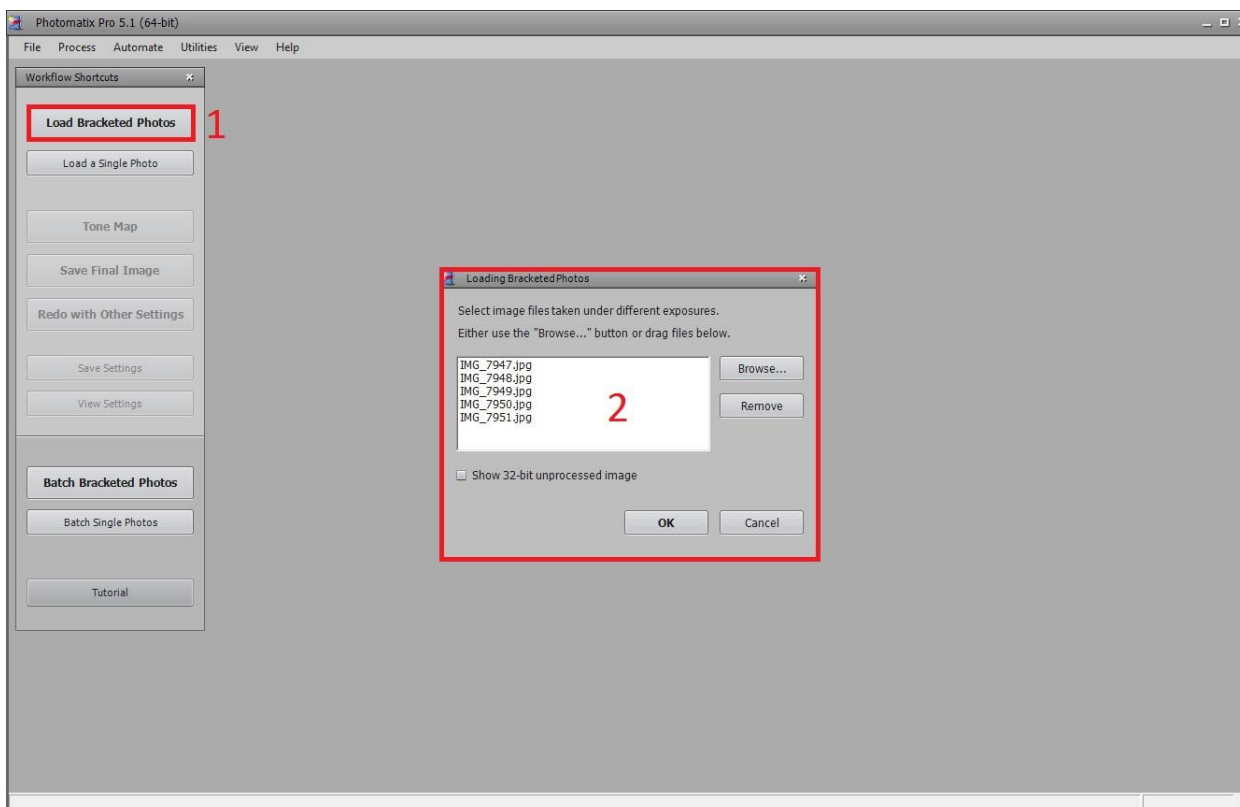 Photomatix Pro 5.1 (64-bit)
File Process Automate Utilities View Help
Workflow Shortcuts
Load Bracketed Photos
1
Load a Single Photo
Tone Map
Save Final Image
Redo with Other Settings
Save Settings
View Settings
Batch Bracketed Photos
Batch Single Photos
Tutorial
Loading Bracketed Photos
Select image files taken under different exposures.
Either use the "Browse..." button or drag files below.
IMG_7947.jpg
IMG_7948.jpg
IMG_7949.jpg
IMG_7950.jpg
IMG_7951.jpg
2
Browse...
Remove
Show 32-bit unprocessed image
OK Cancel